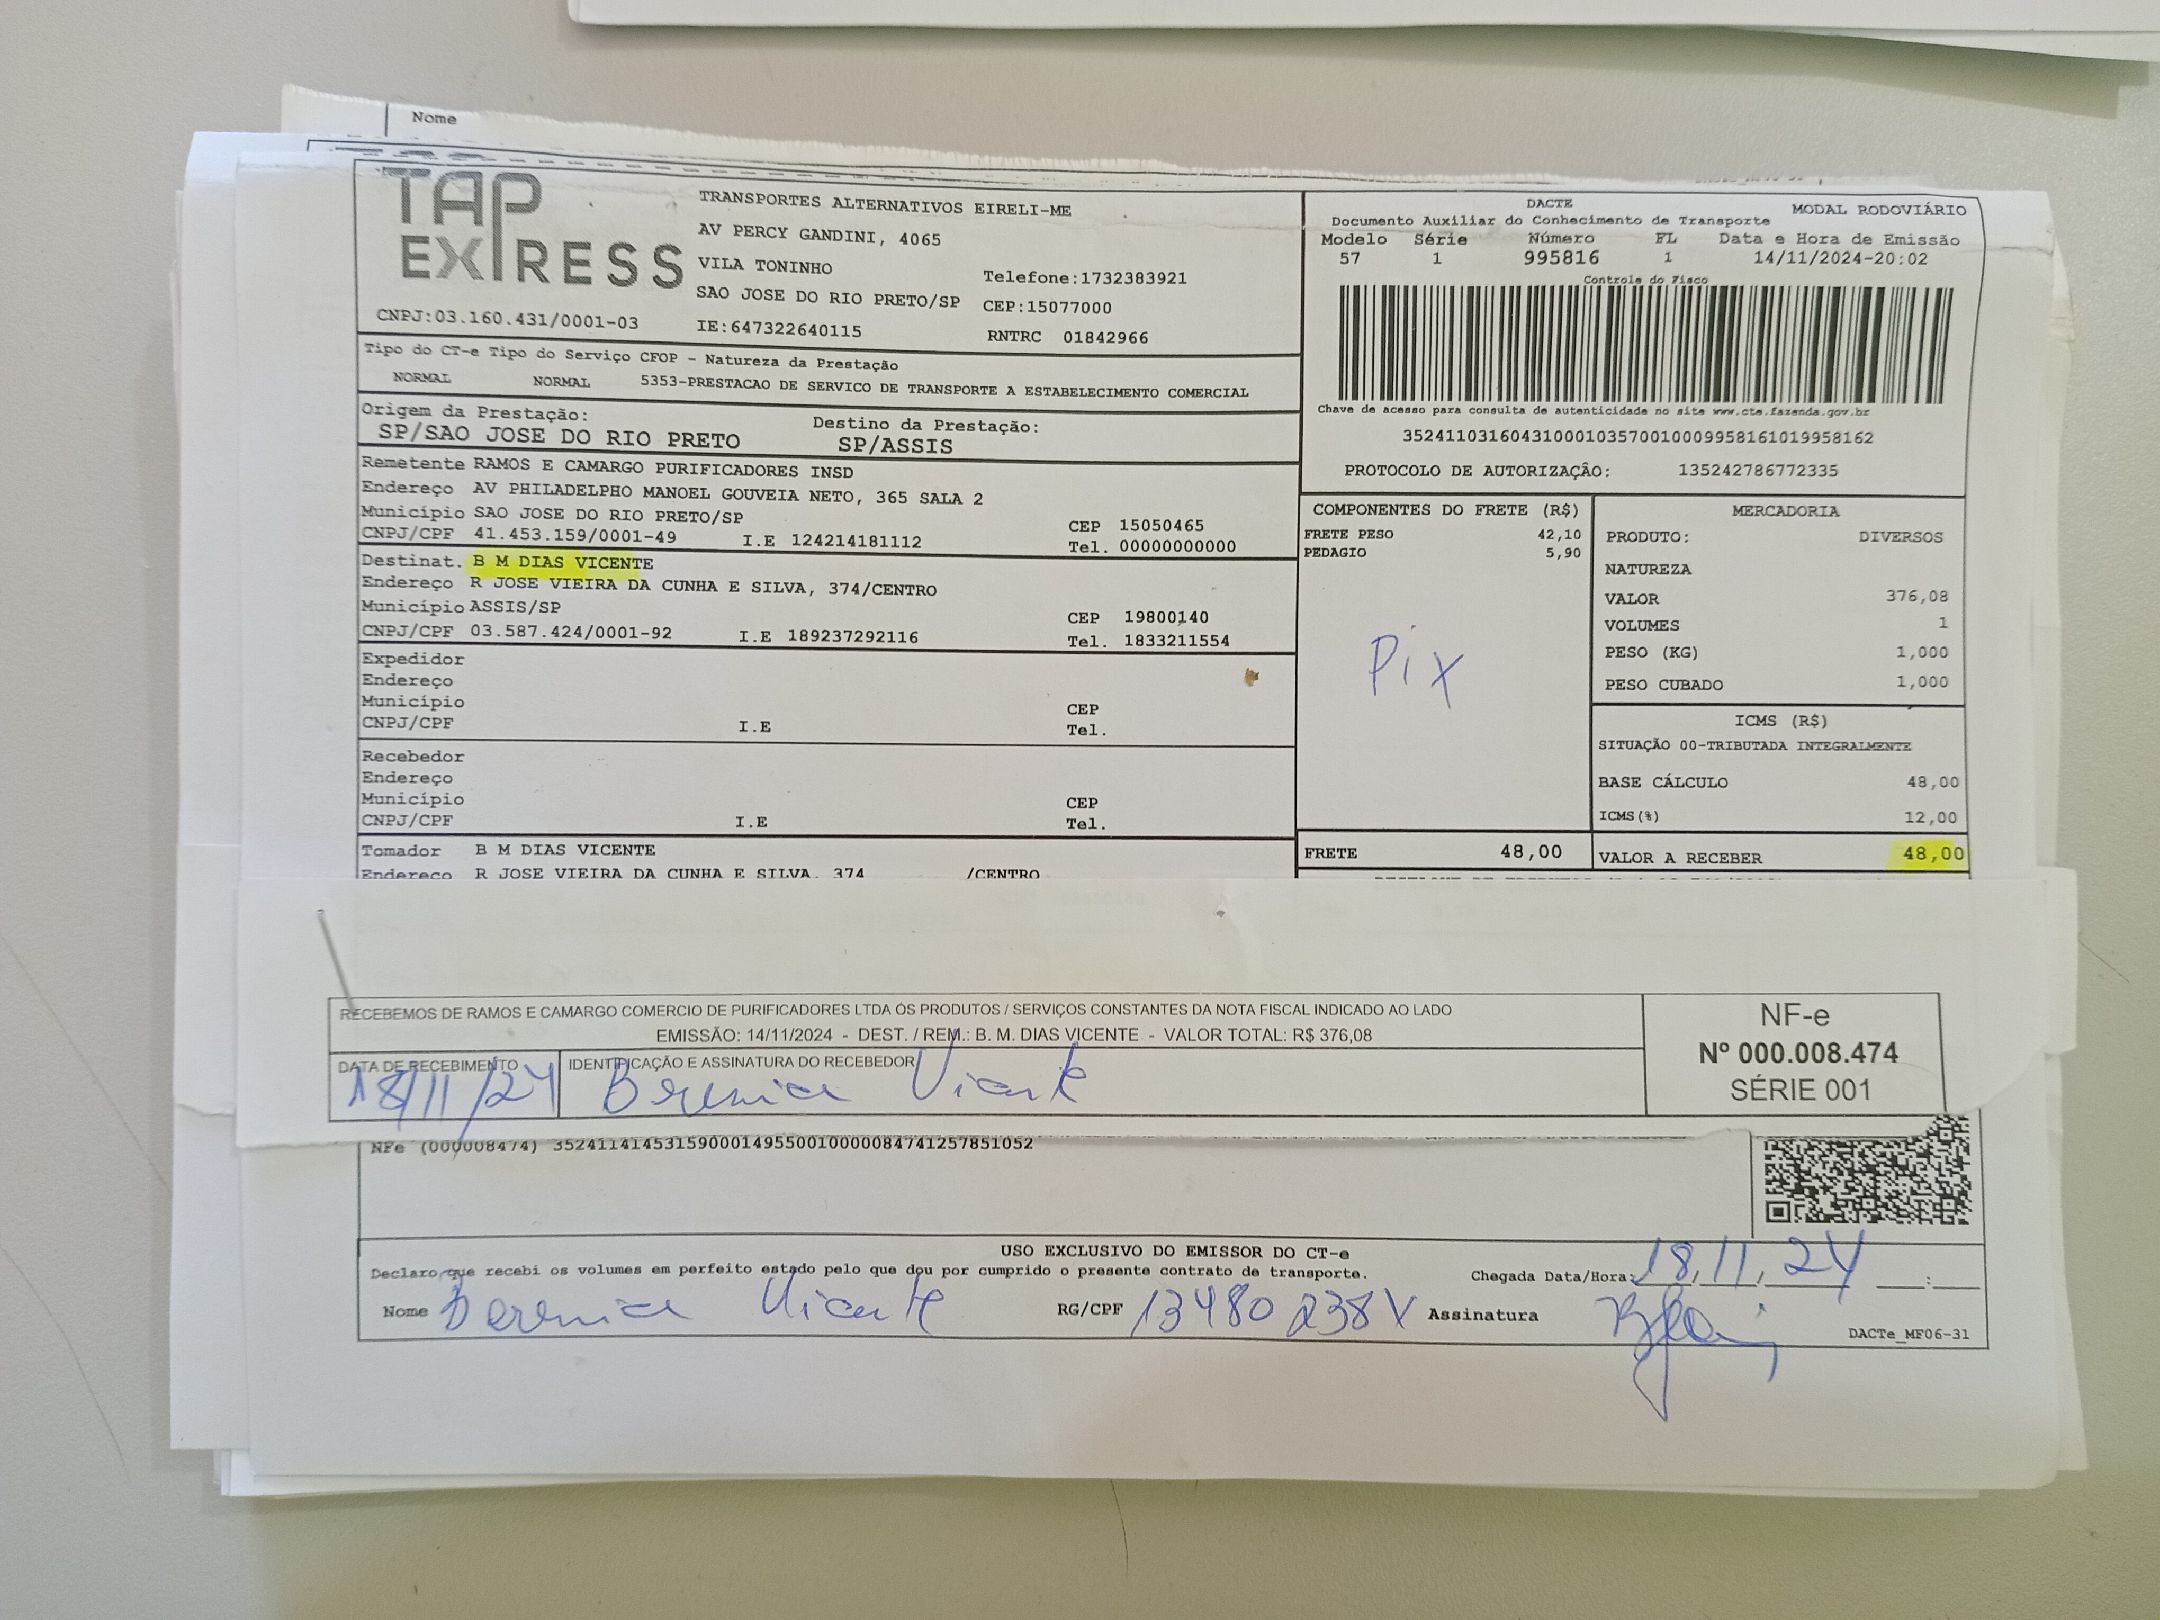 Nome
TAP EXPRESS
TRANSPORTES ALTERNATIVOS EIRELI-ME
AV PERCY GANDINI, 4065
VILA TONINHO
Telefone:1732383921
SAO JOSE DO RIO PRETO/SP CEP:15077000
CNPJ:03.160.431/0001-03 IE:647322640115 RNTRC 01842966
DACTE MODAL RODOVIÁRIO
Documento Auxiliar do Conhecimento de Transporte
Modelo Série Número FL Data e Hora de Emissão
57 1 995816 1 14/11/2024-20:02
Controle do Fisco
Chave de acesso para consulta de autenticidade no site www.cte.fazenda.gov.br
35241103160431000103570010009958161019958162
PROTOCOLO DE AUTORIZAÇÃO: 135242786772335
Tipo do CT-e Tipo do Serviço CFOP - Natureza da Prestação
NORMAL NORMAL 5353-PRESTACAO DE SERVICO DE TRANSPORTE A ESTABELECIMENTO COMERCIAL
Origem da Prestação: Destino da Prestação:
SP/SAO JOSE DO RIO PRETO SP/ASSIS
Remetente RAMOS E CAMARGO PURIFICADORES INSD
Endereço AV PHILADELPHO MANOEL GOUVEIA NETO, 365 SALA 2
Município SAO JOSE DO RIO PRETO/SP CEP 15050465
CNPJ/CPF 41.453.159/0001-49 I.E 124214181112 Tel. 00000000000
Destinat. B M DIAS VICENTE
Endereço R JOSE VIEIRA DA CUNHA E SILVA, 374/CENTRO
Município ASSIS/SP CEP 19800140
CNPJ/CPF 03.587.424/0001-92 I.E 189237292116 Tel. 1833211554
Expedidor
Endereço
Município CEP
CNPJ/CPF I.E Tel.
Recebedor
Endereço
Município CEP
CNPJ/CPF I.E Tel.
Tomador B M DIAS VICENTE
Endereço R JOSE VIEIRA DA CUNHA E SILVA, 374 /CENTRO
COMPONENTES DO FRETE (R$)
FRETE PESO 42,10
PEDAGIO 5,90
Pix
FRETE 48,00
MERCADORIA
PRODUTO: DIVERSOS
NATUREZA
VALOR 376,08
VOLUMES 1
PESO (KG) 1,000
PESO CUBADO 1,000
ICMS (R$)
SITUAÇÃO 00-TRIBUTADA INTEGRALMENTE
BASE CÁLCULO 48,00
ICMS(%) 12,00
VALOR A RECEBER 48,00
RECEBEMOS DE RAMOS E CAMARGO COMERCIO DE PURIFICADORES LTDA OS PRODUTOS / SERVIÇOS CONSTANTES DA NOTA FISCAL INDICADO AO LADO
EMISSÃO: 14/11/2024 - DEST. / REM.: B. M. DIAS VICENTE - VALOR TOTAL: R$ 376,08
DATA DE RECEBIMENTO IDENTIFICAÇÃO E ASSINATURA DO RECEBEDOR
18/11/24 Berenice Vicente
NF-e
Nº 000.008.474
SÉRIE 001
NFe (000008474) 35241141453159000149550010000084741257851052
USO EXCLUSIVO DO EMISSOR DO CT-e
Declaro que recebi os volumes em perfeito estado pelo que dou por cumprido o presente contrato de transporte.
Chegada Data/Hora: 18/11/24 :
Nome Berenice Vicente RG/CPF 13480238X Assinatura
DACTe_MF06-31